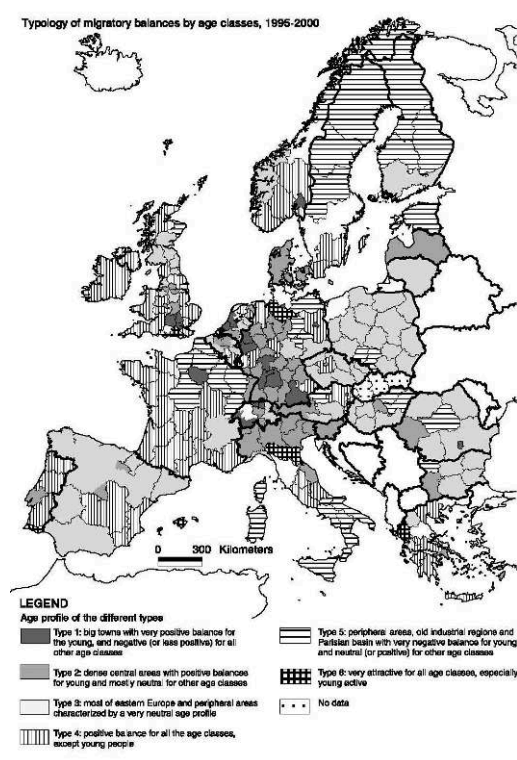 Typology of migratory balances by age classes, 1995-2000
0 300 Kilometers
LEGEND
Age profile of the different types
Type 1: big towns with very positive balance for
the young, and negative (or less positive) for all
other age classes
Type 2: dense central areas with positive balances
for young and mostly neutral for other age classes
Type 3: most of eastern Europe and peripheral areas
characterized by a very neutral age profile
Type 4: positive balance for all the age classes,
except young people
Type 5: peripheral areas, old industrial regions and
Parisian basin with very negative balance for young
and neutral (or positive) for other age classes
Type 6: very attractive for all age classes, especially
young active
No data